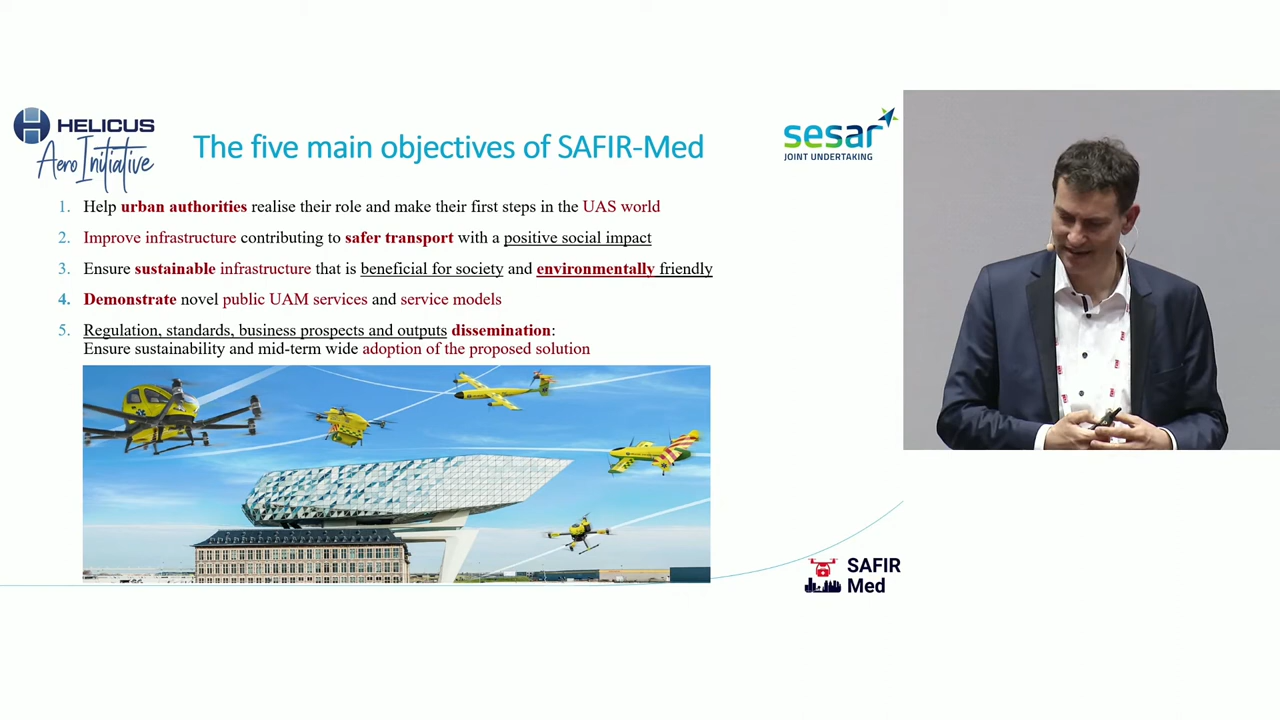 HELICUS
Aero Initiative
The five main objectives of SAFIR-Med
sesar
JOINT UNDERTAKING
1. Help urban authorities realise their role and make their first steps in the UAS world
2. Improve infrastructure contributing to safer transport with a positive social impact
3. Ensure sustainable infrastructure that is beneficial for society and environmentally friendly
4. Demonstrate novel public UAM services and service models
5. Regulation, standards, business prospects and outputs dissemination:
Ensure sustainability and mid-term wide adoption of the proposed solution
SAFIR
Med